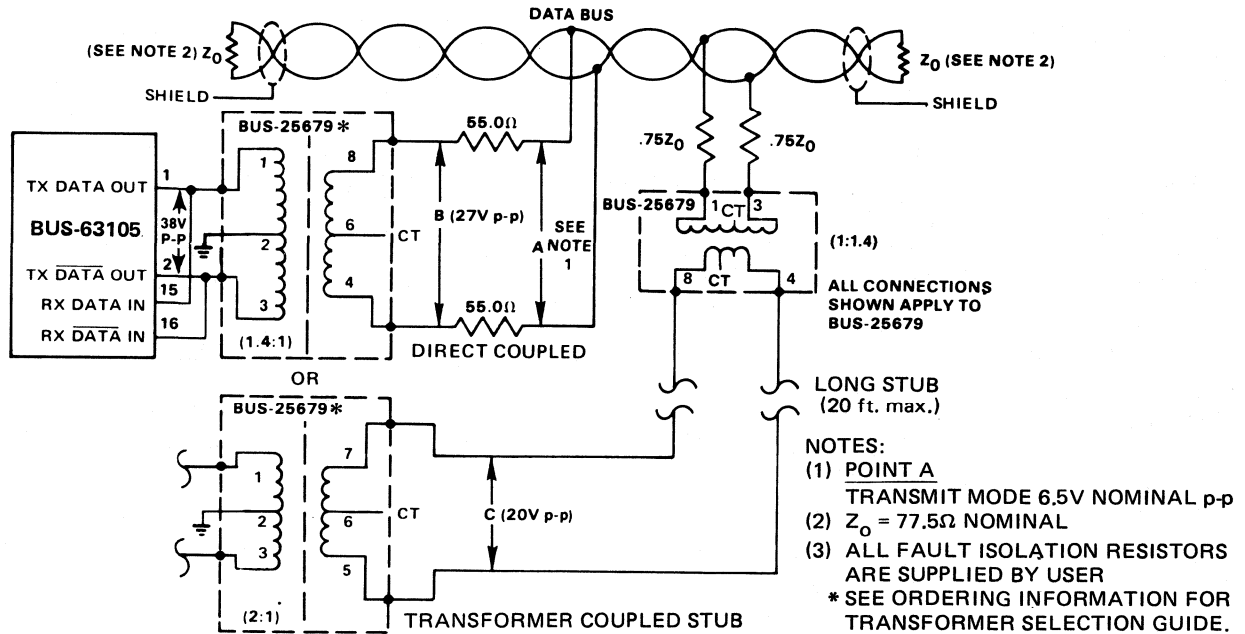 DATA BUS
(SEE NOTE 2) Z0
Z0 (SEE NOTE 2)
SHIELD
SHIELD
BUS-25679*
55.0Ω
.75Z0
.75Z0
TX DATA OUT
1
1
8
BUS-63105
38V
P-P
2
6
CT
B (27V p-p)
A
SEE
NOTE
1
TX D̅A̅T̅A̅ OUT
2
3
4
RX DATA IN
15
RX D̅A̅T̅A̅ IN
16
(1.4:1)
55.0Ω
DIRECT COUPLED
BUS-25679
1
CT
3
(1:1.4)
8
CT
4
ALL CONNECTIONS
SHOWN APPLY TO
BUS-25679
OR
BUS-25679*
1
7
2
6
CT
3
5
(2:1)
C (20V p-p)
TRANSFORMER COUPLED STUB
LONG STUB
(20 ft. max.)
NOTES:
(1) POINT A
TRANSMIT MODE 6.5V NOMINAL p-p
(2) Zo = 77.5Ω NOMINAL
(3) ALL FAULT ISOLATION RESISTORS
ARE SUPPLIED BY USER
* SEE ORDERING INFORMATION FOR
TRANSFORMER SELECTION GUIDE.